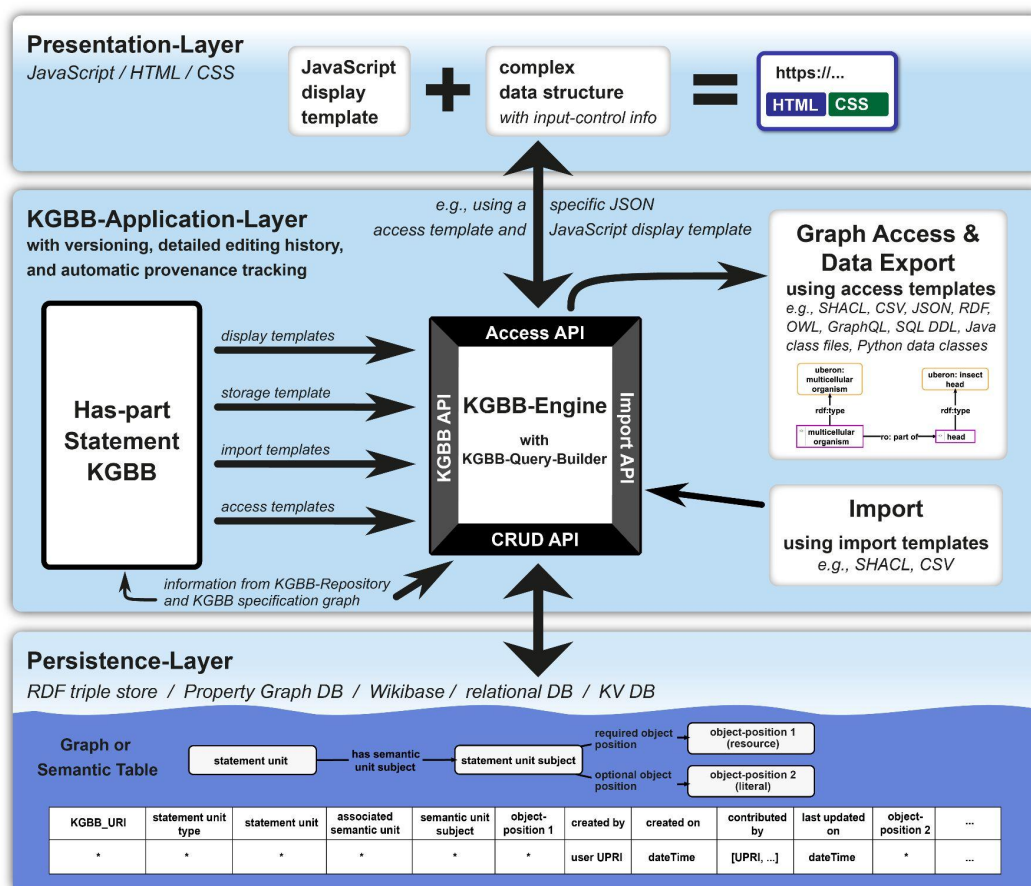 Presentation-Layer
JavaScript / HTML / CSS
JavaScript
display
template
+
complex
data structure
with input-control info
=
https://...
HTML
CSS
e.g., using a
access template and
specific JSON
JavaScript display template
KGBB-Application-Layer
with versioning, detailed editing history,
and automatic provenance tracking
Has-part
Statement
KGBB
display templates
storage template
import templates
access templates
information from KGBB-Repository
and KGBB specification graph
Access API
KGBB API
KGBB-Engine
with
KGBB-Query-Builder
Import API
CRUD API
Graph Access &
Data Export
using access templates
e.g., SHACL, CSV, JSON, RDF,
OWL, GraphQL, SQL DDL, Java
class files, Python data classes
uberon:
multicellular
organism
uberon: insect
head
rdf:type
rdf:type
multicellular
organism
ro: part of
head
Import
using import templates
e.g., SHACL, CSV
Persistence-Layer
RDF triple store / Property Graph DB / Wikibase / relational DB / KV DB
Graph or
Semantic Table
statement unit
has semantic
unit subject
statement unit subject
required object
position
object-position 1
(resource)
optional object
position
object-position 2
(literal)
KGBB_URI
statement unit
type
statement unit
associated
semantic unit
semantic unit
subject
object-
position 1
created by
created on
contributed
by
last updated
on
object-
position 2
...
* * * * * * user UPRI dateTime [UPRI, ...] dateTime * ...